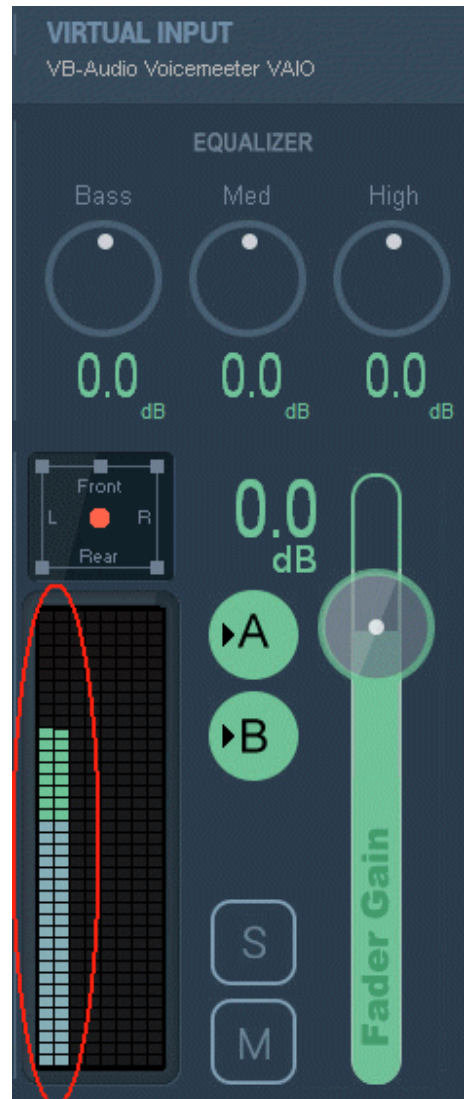 VIRTUAL INPUT
VB-Audio Voicemeeter VAIO
EQUALIZER
Bass Med High
0.0 dB 0.0 dB 0.0 dB
Front
L R
Rear
0.0 dB
A
B
S
M
Fader Gain